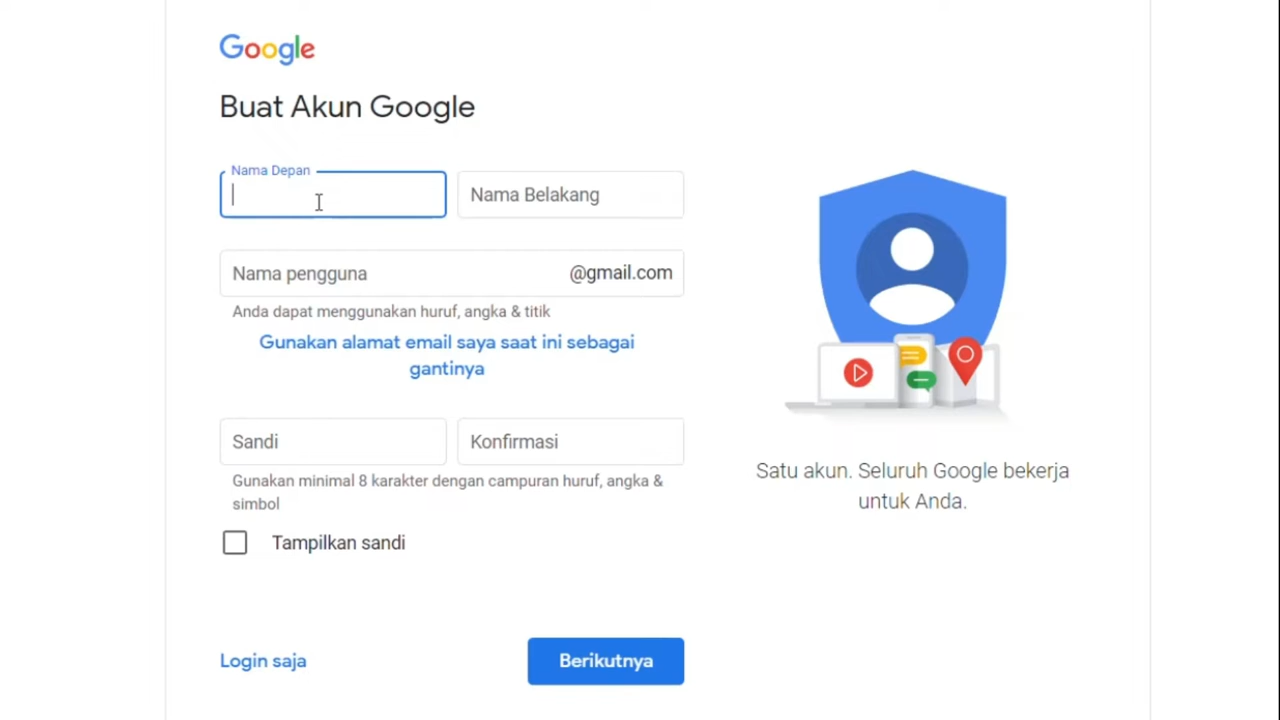 Google
Buat Akun Google
Nama Depan
Nama Belakang
Nama pengguna @gmail.com
Anda dapat menggunakan huruf, angka & titik
Gunakan alamat email saya saat ini sebagai
gantinya
Sandi
Konfirmasi
Gunakan minimal 8 karakter dengan campuran huruf, angka &
simbol
Tampilkan sandi
Login saja
Berikutnya
Satu akun. Seluruh Google bekerja
untuk Anda.